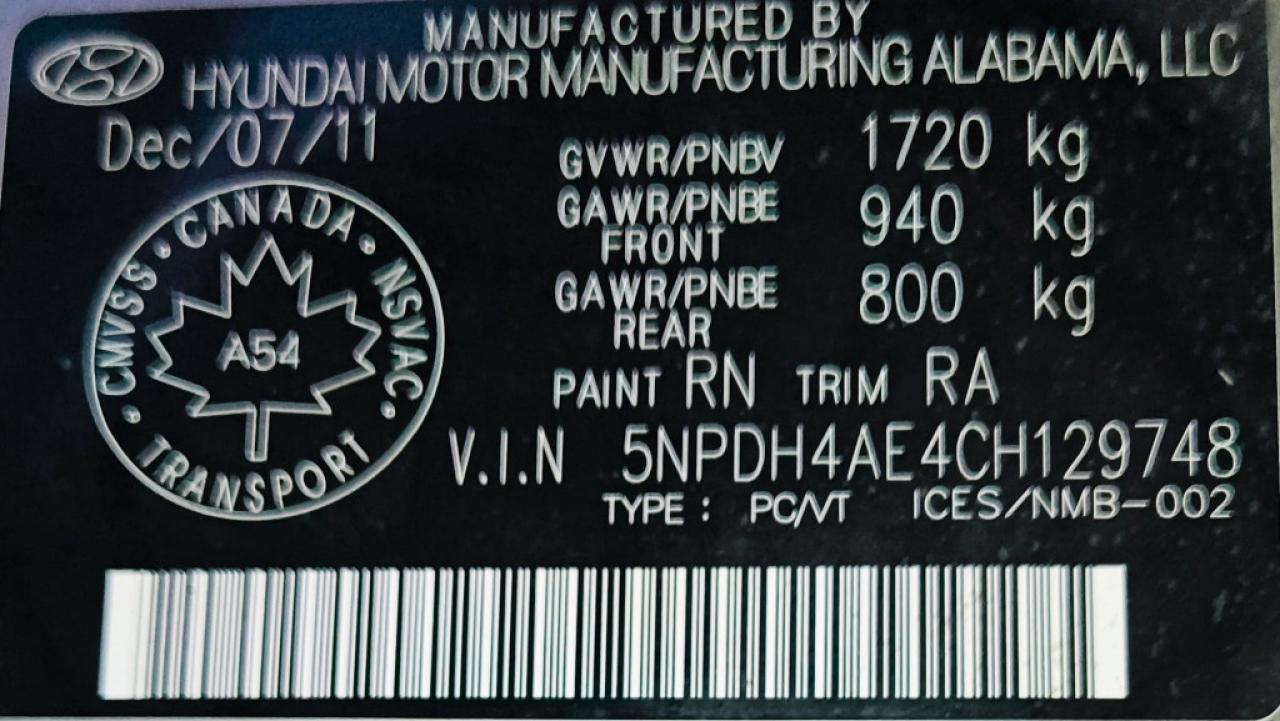 MANUFACTURED BY
HYUNDAI MOTOR MANUFACTURING ALABAMA, LLC
Dec/07/11
GVWR/PNBV 1720 kg
GAWR/PNBE FRONT 940 kg
GAWR/PNBE REAR 800 kg
CANADA • NSVAC • TRANSPORT • CMVSS •
A54
PAINT RN TRIM RA
V.I.N 5NPDH4AE4CH129748
TYPE : PC/VT ICES/NMB-002